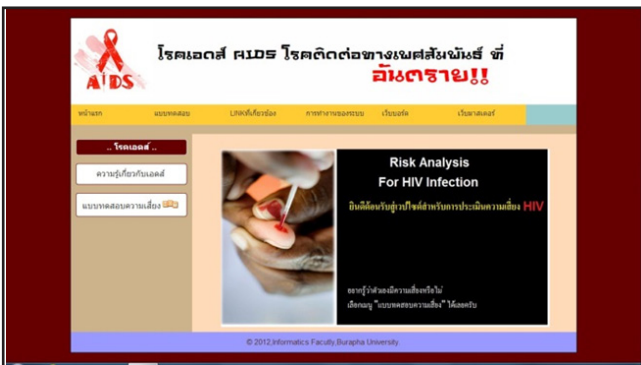 AIDS
โรคเอดส์ AIDS โรคติดต่อทางเพศสัมพันธ์ ที่
อันตราย!!
หน้าแรก แบบทดสอบ LINKที่เกี่ยวข้อง การทำงานของระบบ เว็บบอร์ด เว็บมาสเตอร์
.. โรคเอดส์ ..
ความรู้เกี่ยวกับเอดส์
แบบทดสอบความเสี่ยง
Risk Analysis
For HIV Infection
ยินดีต้อนรับสู่เวปไซต์สำหรับการประเมินความเสี่ยง HIV
อยากรู้ว่าตัวเองมีความเสี่ยงหรือไม่
เลือกเมนู "แบบทดสอบความเสี่ยง" ได้เลยครับ
© 2012,Informatics Faculty,Burapha University.